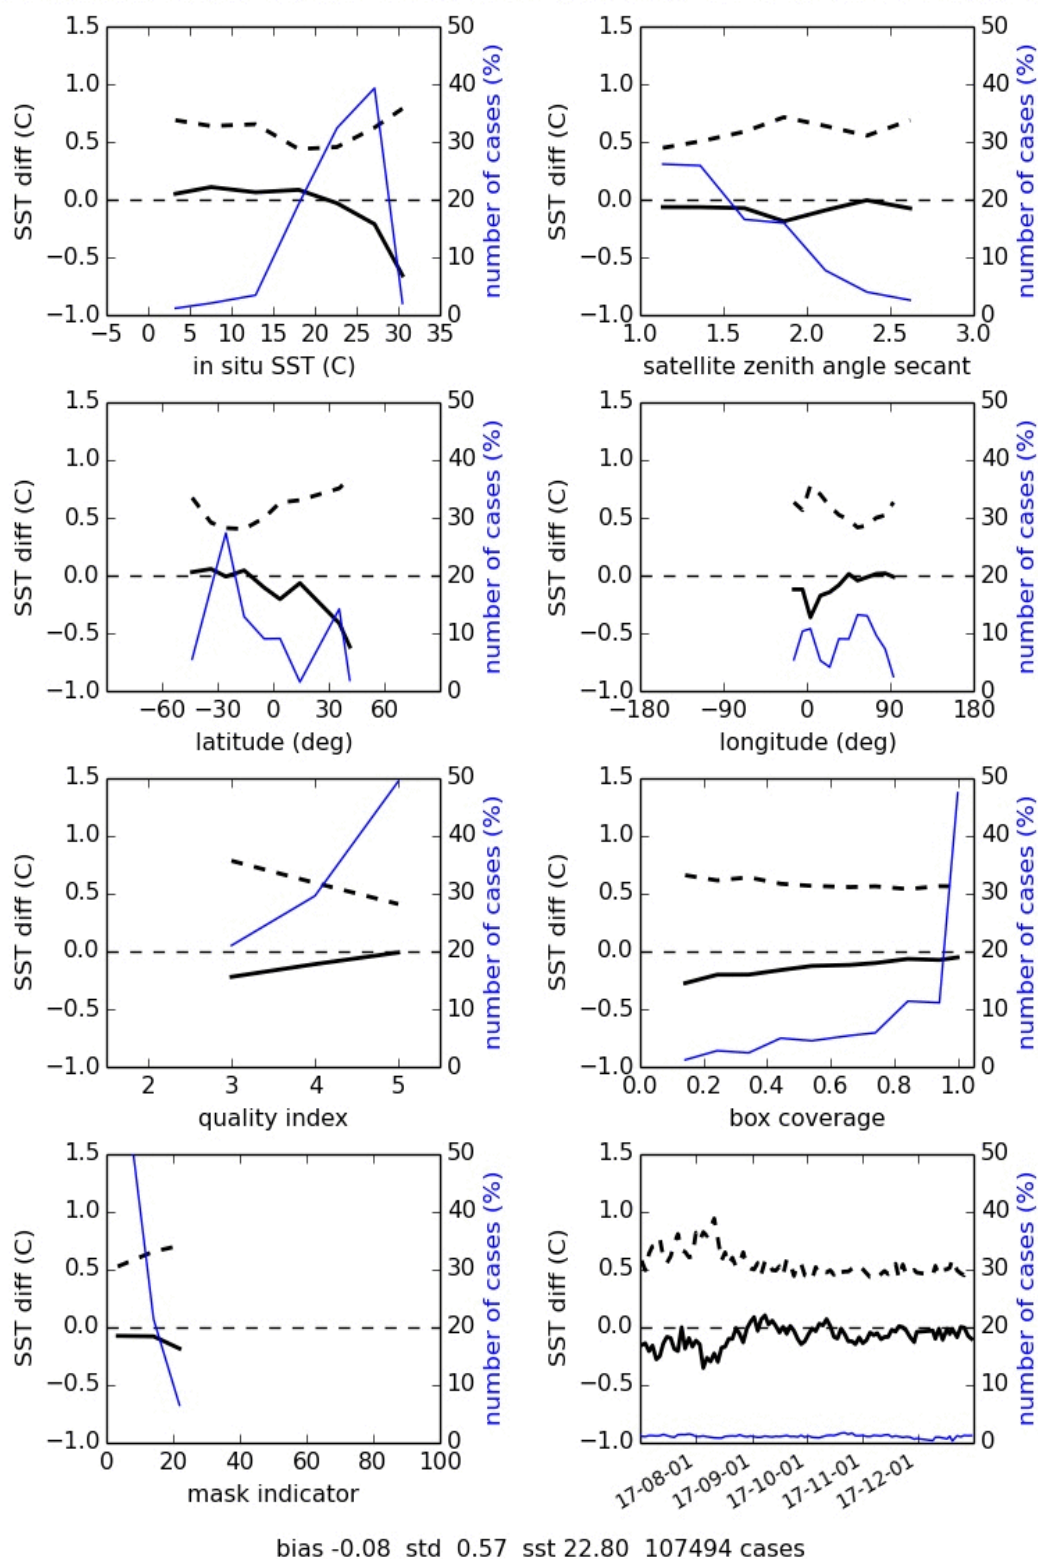 1.5 1.0 0.5 0.0 −0.5 −1.0
SST diff (C)
50 40 30 20 10 0
number of cases (%)
−5 0 5 10 15 20 25 30 35
in situ SST (C)
1.5 1.0 0.5 0.0 −0.5 −1.0
SST diff (C)
50 40 30 20 10 0
number of cases (%)
1.0 1.5 2.0 2.5 3.0
satellite zenith angle secant
1.5 1.0 0.5 0.0 −0.5 −1.0
SST diff (C)
50 40 30 20 10 0
number of cases (%)
−60 −30 0 30 60
latitude (deg)
1.5 1.0 0.5 0.0 −0.5 −1.0
SST diff (C)
50 40 30 20 10 0
number of cases (%)
−180 −90 0 90 180
longitude (deg)
1.5 1.0 0.5 0.0 −0.5 −1.0
SST diff (C)
50 40 30 20 10 0
number of cases (%)
2 3 4 5
quality index
1.5 1.0 0.5 0.0 −0.5 −1.0
SST diff (C)
50 40 30 20 10 0
number of cases (%)
0.0 0.2 0.4 0.6 0.8 1.0
box coverage
1.5 1.0 0.5 0.0 −0.5 −1.0
SST diff (C)
50 40 30 20 10 0
number of cases (%)
0 20 40 60 80 100
mask indicator
1.5 1.0 0.5 0.0 −0.5 −1.0
SST diff (C)
50 40 30 20 10 0
number of cases (%)
17-08-01 17-09-01 17-10-01 17-11-01 17-12-01
bias -0.08 std 0.57 sst 22.80 107494 cases